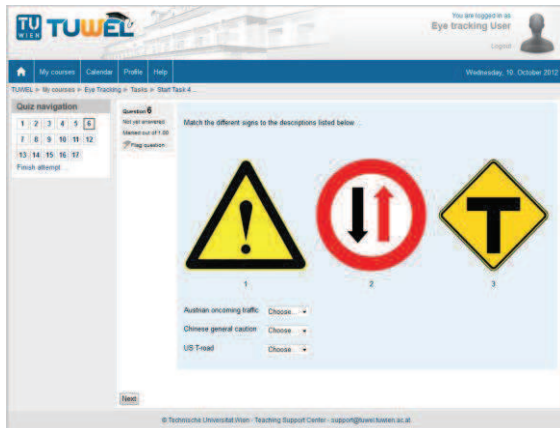 TU
WIEN
TUWEL
You are logged in as
Eye tracking User
Logout
My courses Calendar Profile Help
Wednesday, 10. October 2012
TUWEL ▸ My courses ▸ Eye Tracking ▸ Tasks ▸ Start Task 4...
Quiz navigation
1 2 3 4 5 6
7 8 9 10 11 12
13 14 15 16 17
Finish attempt ...
Question 6
Not yet answered
Marked out of 1.00
Flag question
Match the different signs to the descriptions listed below ...
!
T
1 2 3
Austrian oncoming traffic Choose...
Chinese general caution Choose...
US T-road Choose...
Next
© Technische Universität Wien - Teaching Support Center - support@tuwel.tuwien.ac.at